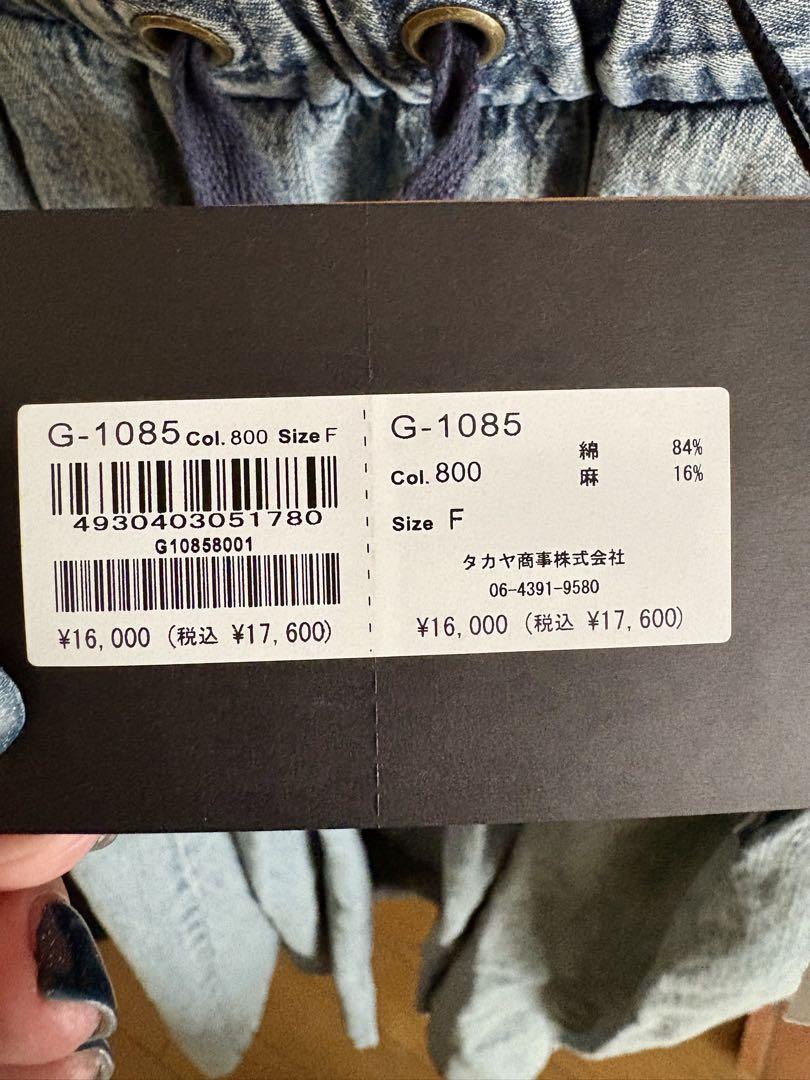 G-1085 Col. 800 Size F
4930403051780
G10858001
¥16,000 (税込 ¥17,600)
G-1085
綿 84%
Col. 800
麻 16%
Size F
タカヤ商事株式会社
06-4391-9580
¥16,000 (税込 ¥17,600)